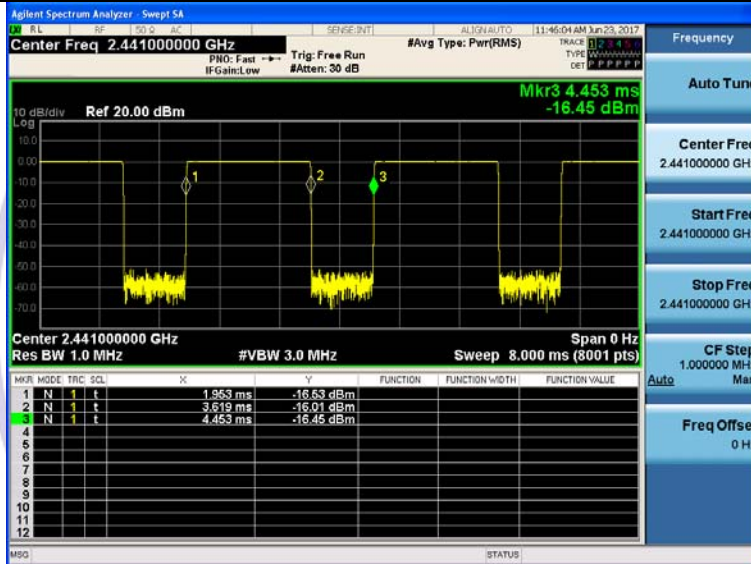 Agilent Spectrum Analyzer - Swept SA
RL RF 50 Ω AC SENSE:INT ALIGN AUTO 11:46:04 AM Jun 23, 2017
Center Freq 2.441000000 GHz #Avg Type: Pwr(RMS) TRACE 1 2 3 4 5 6
PNO: Fast Trig: Free Run TYPE
IFGain:Low #Atten: 30 dB DET P P P P P P
Mkr3 4.453 ms
-16.45 dBm
10 dB/div Ref 20.00 dBm
Log
10.0
0.00
-10.0
-20.0
-30.0
-40.0
-50.0
-60.0
-70.0
1
2
3
Center 2.441000000 GHz Span 0 Hz
Res BW 1.0 MHz #VBW 3.0 MHz Sweep 8.000 ms (8001 pts)
MKR MODE TRC SCL X Y FUNCTION FUNCTION WIDTH FUNCTION VALUE
1 N 1 t 1.953 ms -16.53 dBm
2 N 1 t 3.619 ms -16.01 dBm
3 N 1 t 4.453 ms -16.45 dBm
4
5
6
7
8
9
10
11
12
MSG STATUS
Frequency
Auto Tun
Center Fre
2.441000000 GH
Start Fre
2.441000000 GH
Stop Fre
2.441000000 GH
CF Ste
1.000000 MH
Auto Ma
Freq Offse
0 H